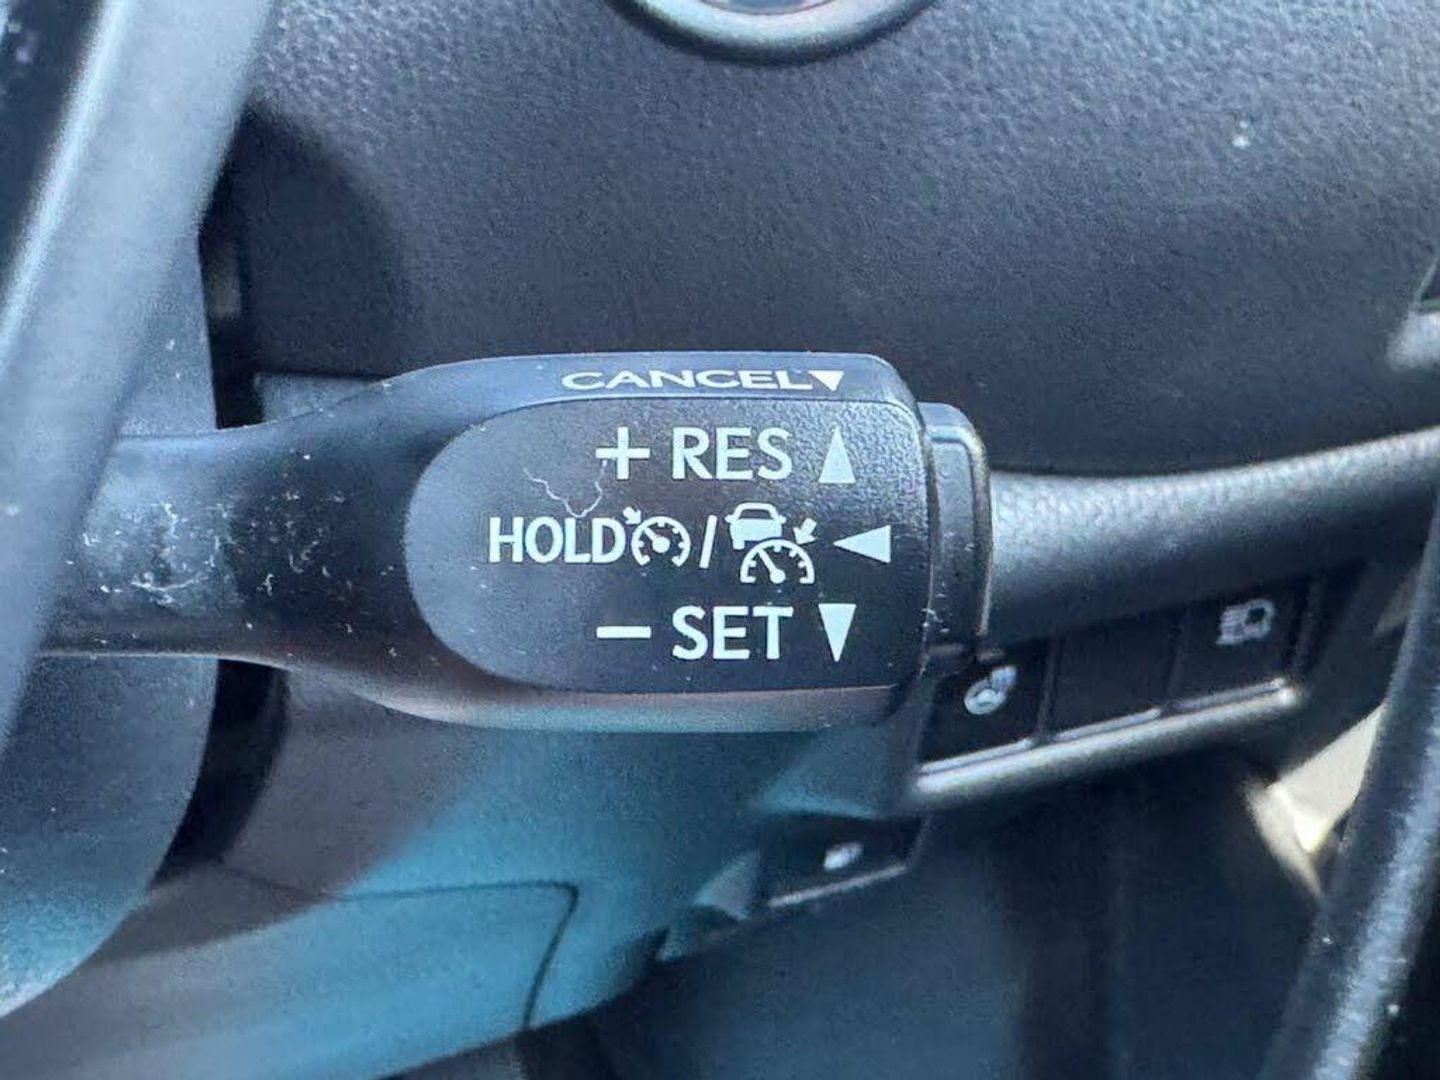 CANCEL▼
+ RES ▲
HOLD / ◀
− SET ▼